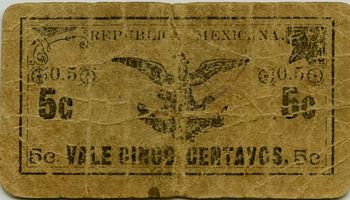 REPUBLICA MEXICANA.
0.5 0.5
5c 5c
5c VALE CINCO CENTAVOS. 5c